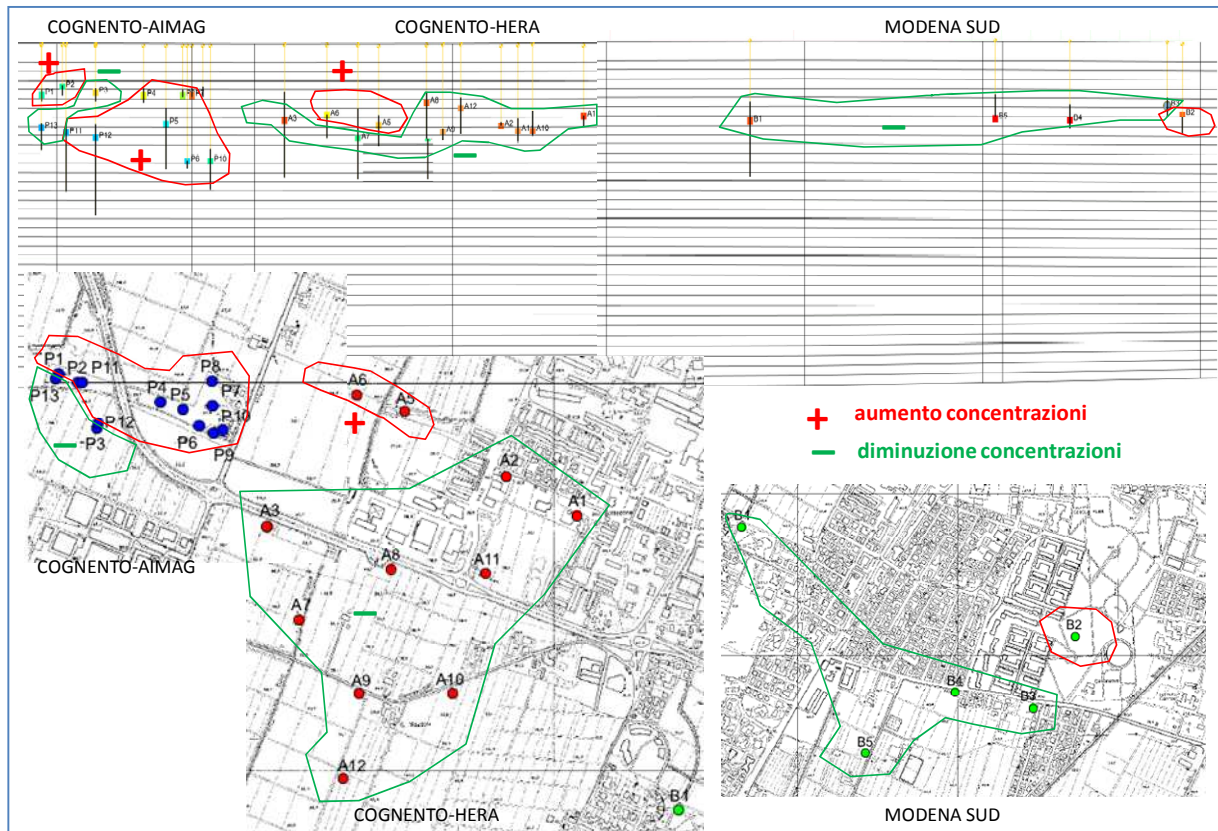 COGNENTO-AIMAG
COGNENTO-HERA
MODENA SUD
P1
P2
P3
P4
P13
P11
P12
P5
P6
P10
A3
A6
A5
A7
A8
A12
A9
A2
A1
A10
A1
B1
B5
D4
B3
B2
P1
P2
P11
P13
P4
P5
P8
P7
P10
P12
P3
P6
P9
A6
A5
A2
A1
A3
A8
A11
A7
A9
A10
A12
B1
COGNENTO-AIMAG
COGNENTO-HERA
+ aumento concentrazioni
− diminuzione concentrazioni
B1
B2
B4
B3
B5
MODENA SUD